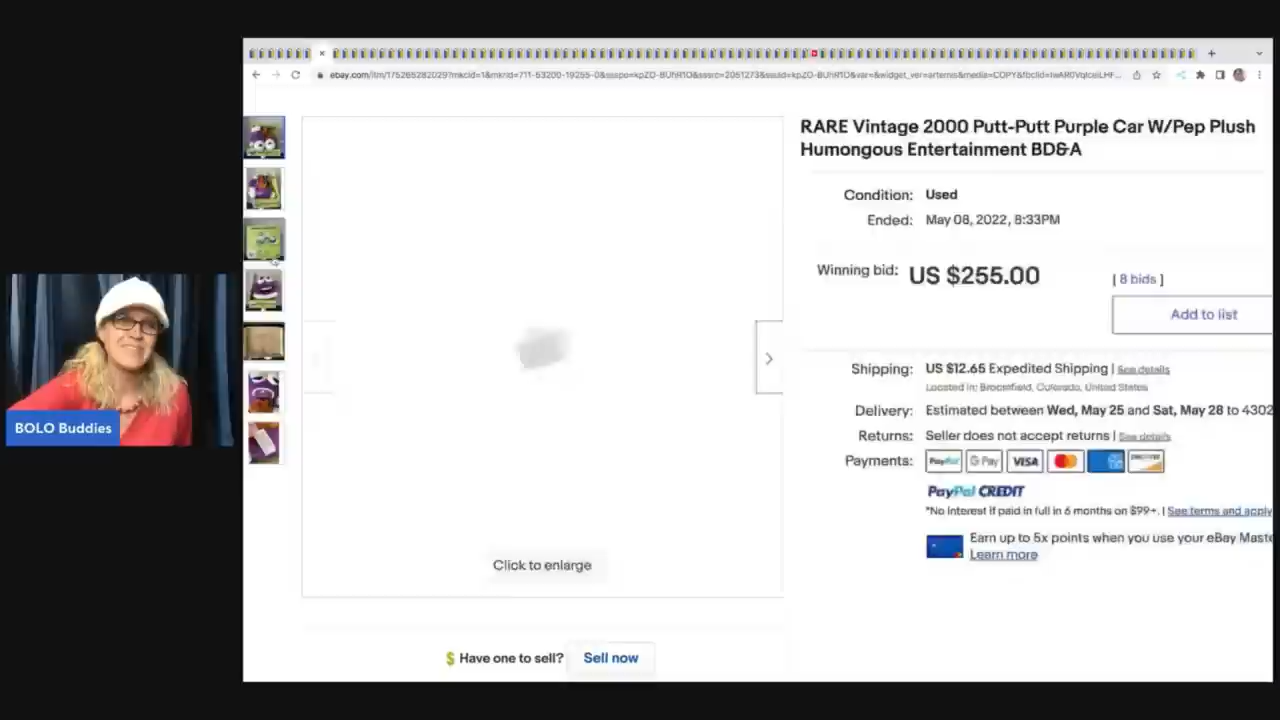 RARE Vintage 2000 Putt-Putt Purple Car W/Pep Plush
Humongous Entertainment BD&A
Condition: Used
Ended: May 08, 2022, 8:33PM
Winning bid: US $255.00 [ 8 bids ]
Add to list
Shipping: US $12.65 Expedited Shipping | See details
Located in: Broomfield, Colorado, United States
Delivery: Estimated between Wed, May 25 and Sat, May 28 to 4302
Returns: Seller does not accept returns | See details
Payments: PayPal G Pay VISA
PayPal CREDIT
*No interest if paid in full in 6 months on $99+. | See terms and apply
Earn up to 5x points when you use your eBay Maste
Learn more
Click to enlarge
Have one to sell? Sell now
BOLO Buddies